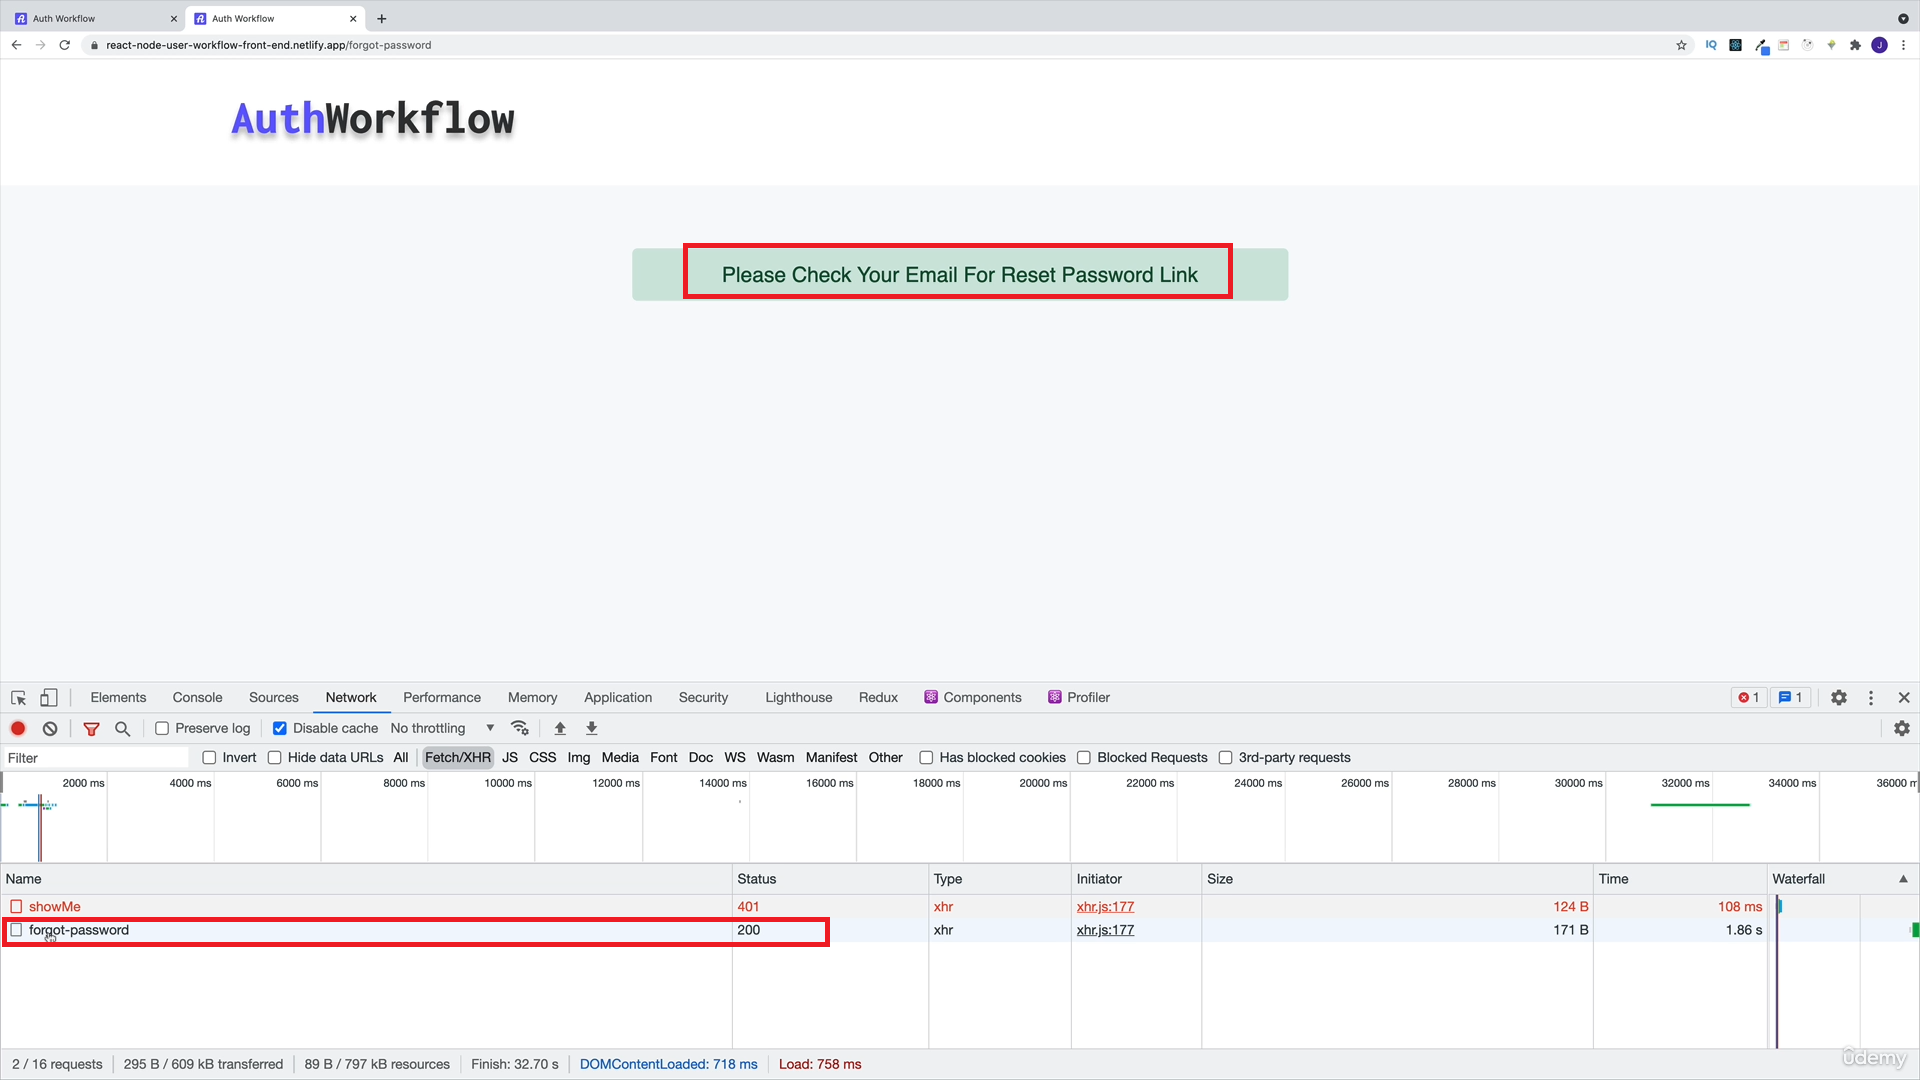 Auth Workflow
Auth Workflow
react-node-user-workflow-front-end.netlify.app/forgot-password
IQ
J
AuthWorkflow
Please Check Your Email For Reset Password Link
Elements Console Sources Network Performance Memory Application Security Lighthouse Redux Components Profiler 1 1
Preserve log Disable cache No throttling
Filter Invert Hide data URLs All Fetch/XHR JS CSS Img Media Font Doc WS Wasm Manifest Other Has blocked cookies Blocked Requests 3rd-party requests
2000 ms 4000 ms 6000 ms 8000 ms 10000 ms 12000 ms 14000 ms 16000 ms 18000 ms 20000 ms 22000 ms 24000 ms 26000 ms 28000 ms 30000 ms 32000 ms 34000 ms 36000 m
Name Status Type Initiator Size Time Waterfall
showMe 401 xhr xhr.js:177 124 B 108 ms
forgot-password 200 xhr xhr.js:177 171 B 1.86 s
2 / 16 requests 295 B / 609 kB transferred 89 B / 797 kB resources Finish: 32.70 s DOMContentLoaded: 718 ms Load: 758 ms
ûdemy